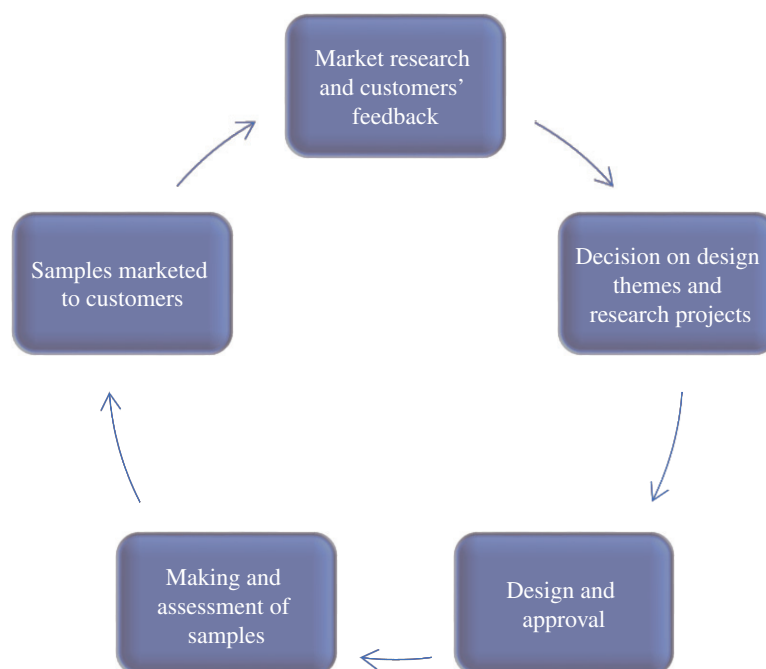 Market research
and customers’
feedback
Decision on design
themes and
research projects
Design and
approval
Making and
assessment of
samples
Samples marketed
to customers